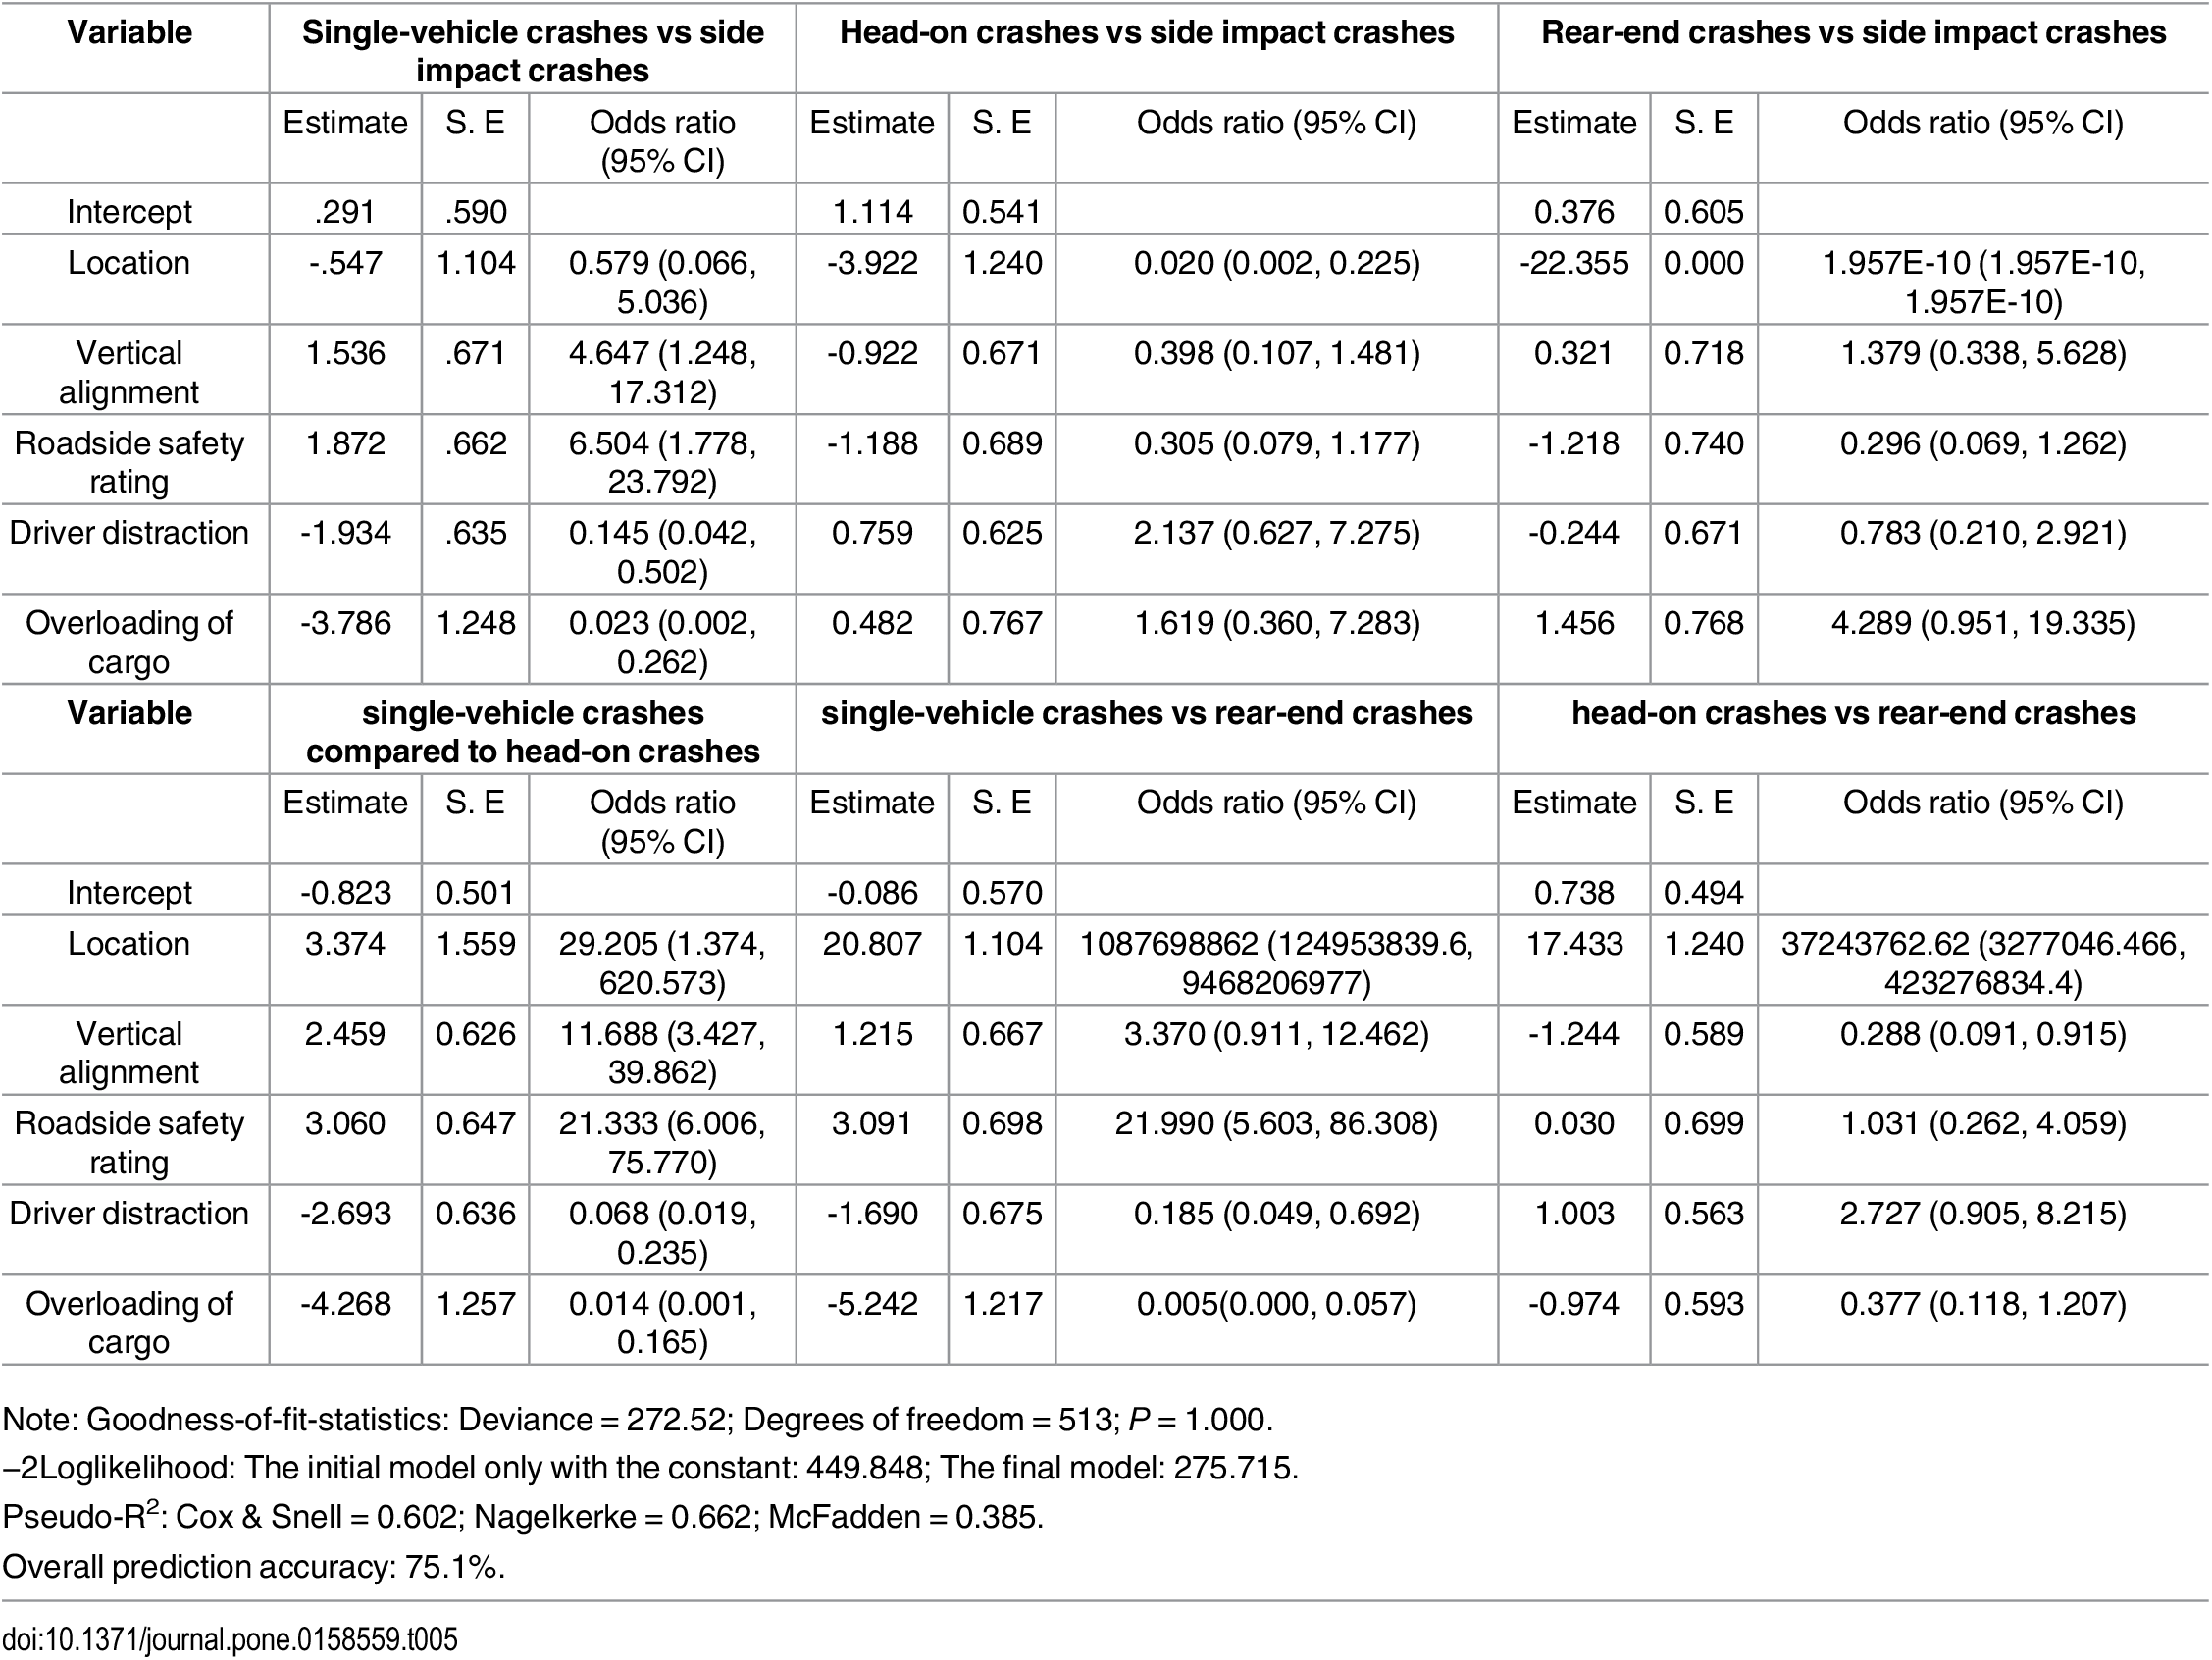 Variable Single-vehicle crashes vs side impact crashes Head-on crashes vs side impact crashes Rear-end crashes vs side impact crashes
Estimate S. E Odds ratio (95% CI) Estimate S. E Odds ratio (95% CI) Estimate S. E Odds ratio (95% CI)
Intercept .291 .590 1.114 0.541 0.376 0.605
Location -.547 1.104 0.579 (0.066, 5.036) -3.922 1.240 0.020 (0.002, 0.225) -22.355 0.000 1.957E-10 (1.957E-10, 1.957E-10)
Vertical alignment 1.536 .671 4.647 (1.248, 17.312) -0.922 0.671 0.398 (0.107, 1.481) 0.321 0.718 1.379 (0.338, 5.628)
Roadside safety rating 1.872 .662 6.504 (1.778, 23.792) -1.188 0.689 0.305 (0.079, 1.177) -1.218 0.740 0.296 (0.069, 1.262)
Driver distraction -1.934 .635 0.145 (0.042, 0.502) 0.759 0.625 2.137 (0.627, 7.275) -0.244 0.671 0.783 (0.210, 2.921)
Overloading of cargo -3.786 1.248 0.023 (0.002, 0.262) 0.482 0.767 1.619 (0.360, 7.283) 1.456 0.768 4.289 (0.951, 19.335)
Variable single-vehicle crashes compared to head-on crashes single-vehicle crashes vs rear-end crashes head-on crashes vs rear-end crashes
Estimate S. E Odds ratio (95% CI) Estimate S. E Odds ratio (95% CI) Estimate S. E Odds ratio (95% CI)
Intercept -0.823 0.501 -0.086 0.570 0.738 0.494
Location 3.374 1.559 29.205 (1.374, 620.573) 20.807 1.104 1087698862 (124953839.6, 9468206977) 17.433 1.240 37243762.62 (3277046.466, 423276834.4)
Vertical alignment 2.459 0.626 11.688 (3.427, 39.862) 1.215 0.667 3.370 (0.911, 12.462) -1.244 0.589 0.288 (0.091, 0.915)
Roadside safety rating 3.060 0.647 21.333 (6.006, 75.770) 3.091 0.698 21.990 (5.603, 86.308) 0.030 0.699 1.031 (0.262, 4.059)
Driver distraction -2.693 0.636 0.068 (0.019, 0.235) -1.690 0.675 0.185 (0.049, 0.692) 1.003 0.563 2.727 (0.905, 8.215)
Overloading of cargo -4.268 1.257 0.014 (0.001, 0.165) -5.242 1.217 0.005(0.000, 0.057) -0.974 0.593 0.377 (0.118, 1.207)
Note: Goodness-of-fit-statistics: Deviance = 272.52; Degrees of freedom = 513; P = 1.000.
−2Loglikelihood: The initial model only with the constant: 449.848; The final model: 275.715.
Pseudo-R²: Cox & Snell = 0.602; Nagelkerke = 0.662; McFadden = 0.385.
Overall prediction accuracy: 75.1%.
doi:10.1371/journal.pone.0158559.t005